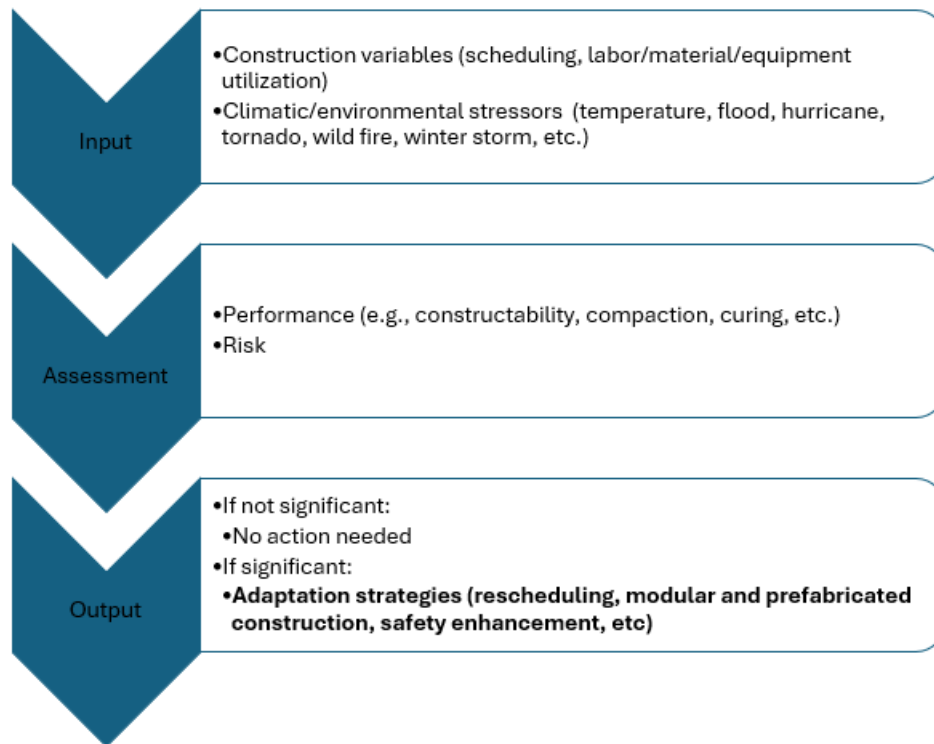 Input
•Construction variables (scheduling, labor/material/equipment
utilization)
•Climatic/environmental stressors (temperature, flood, hurricane,
tornado, wild fire, winter storm, etc.)
Assessment
•Performance (e.g., constructability, compaction, curing, etc.)
•Risk
Output
•If not significant:
•No action needed
•If significant:
•Adaptation strategies (rescheduling, modular and prefabricated
construction, safety enhancement, etc)